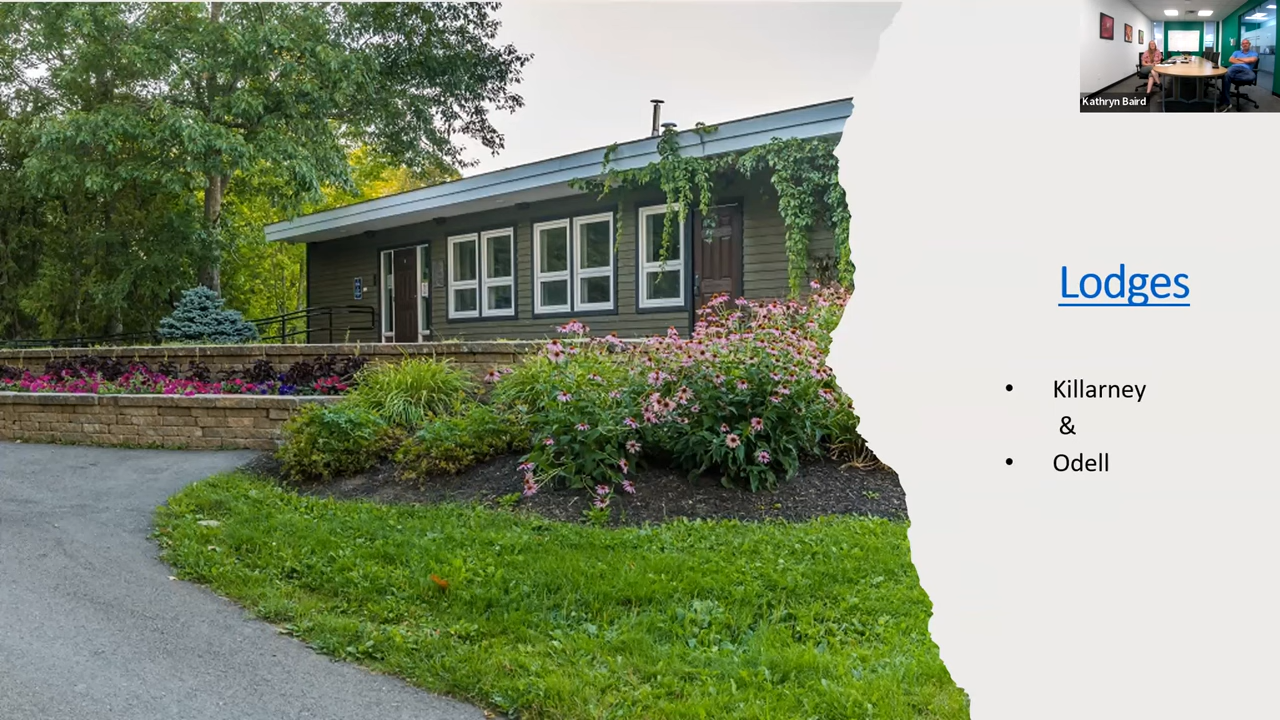 Kathryn Baird
Lodges
• Killarney
&
• Odell